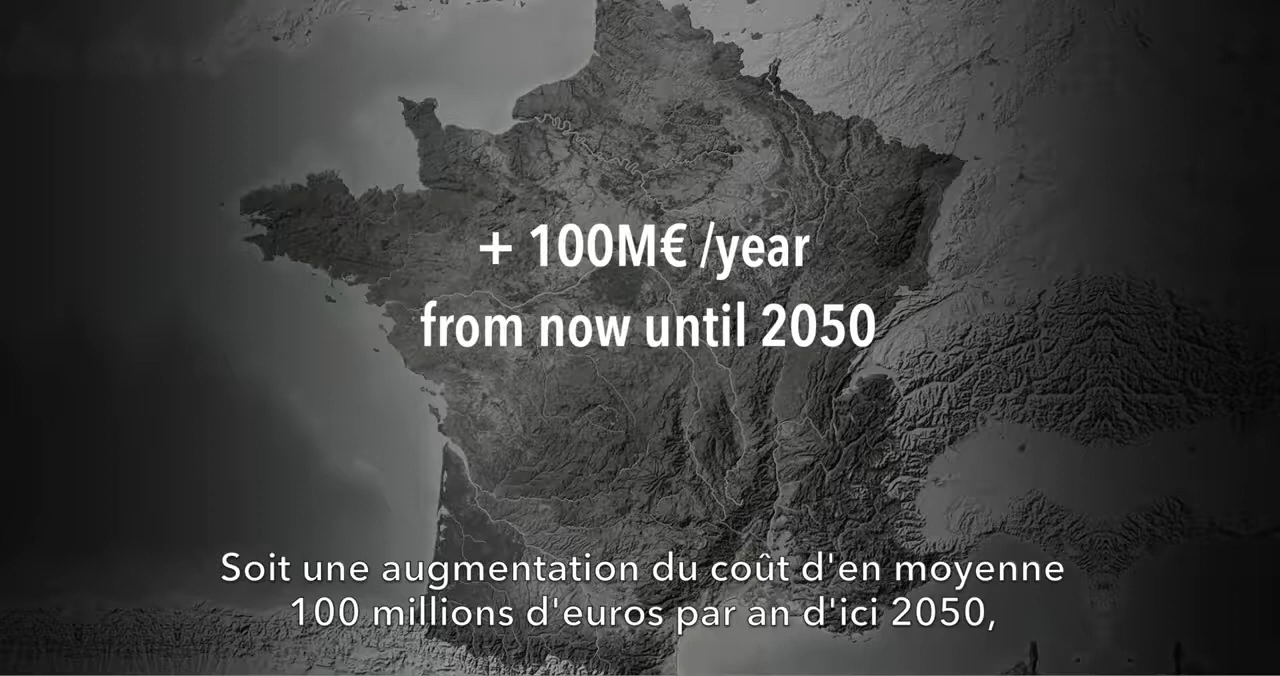 + 100M€ /year
from now until 2050
Soit une augmentation du coût d'en moyenne
100 millions d'euros par an d'ici 2050,